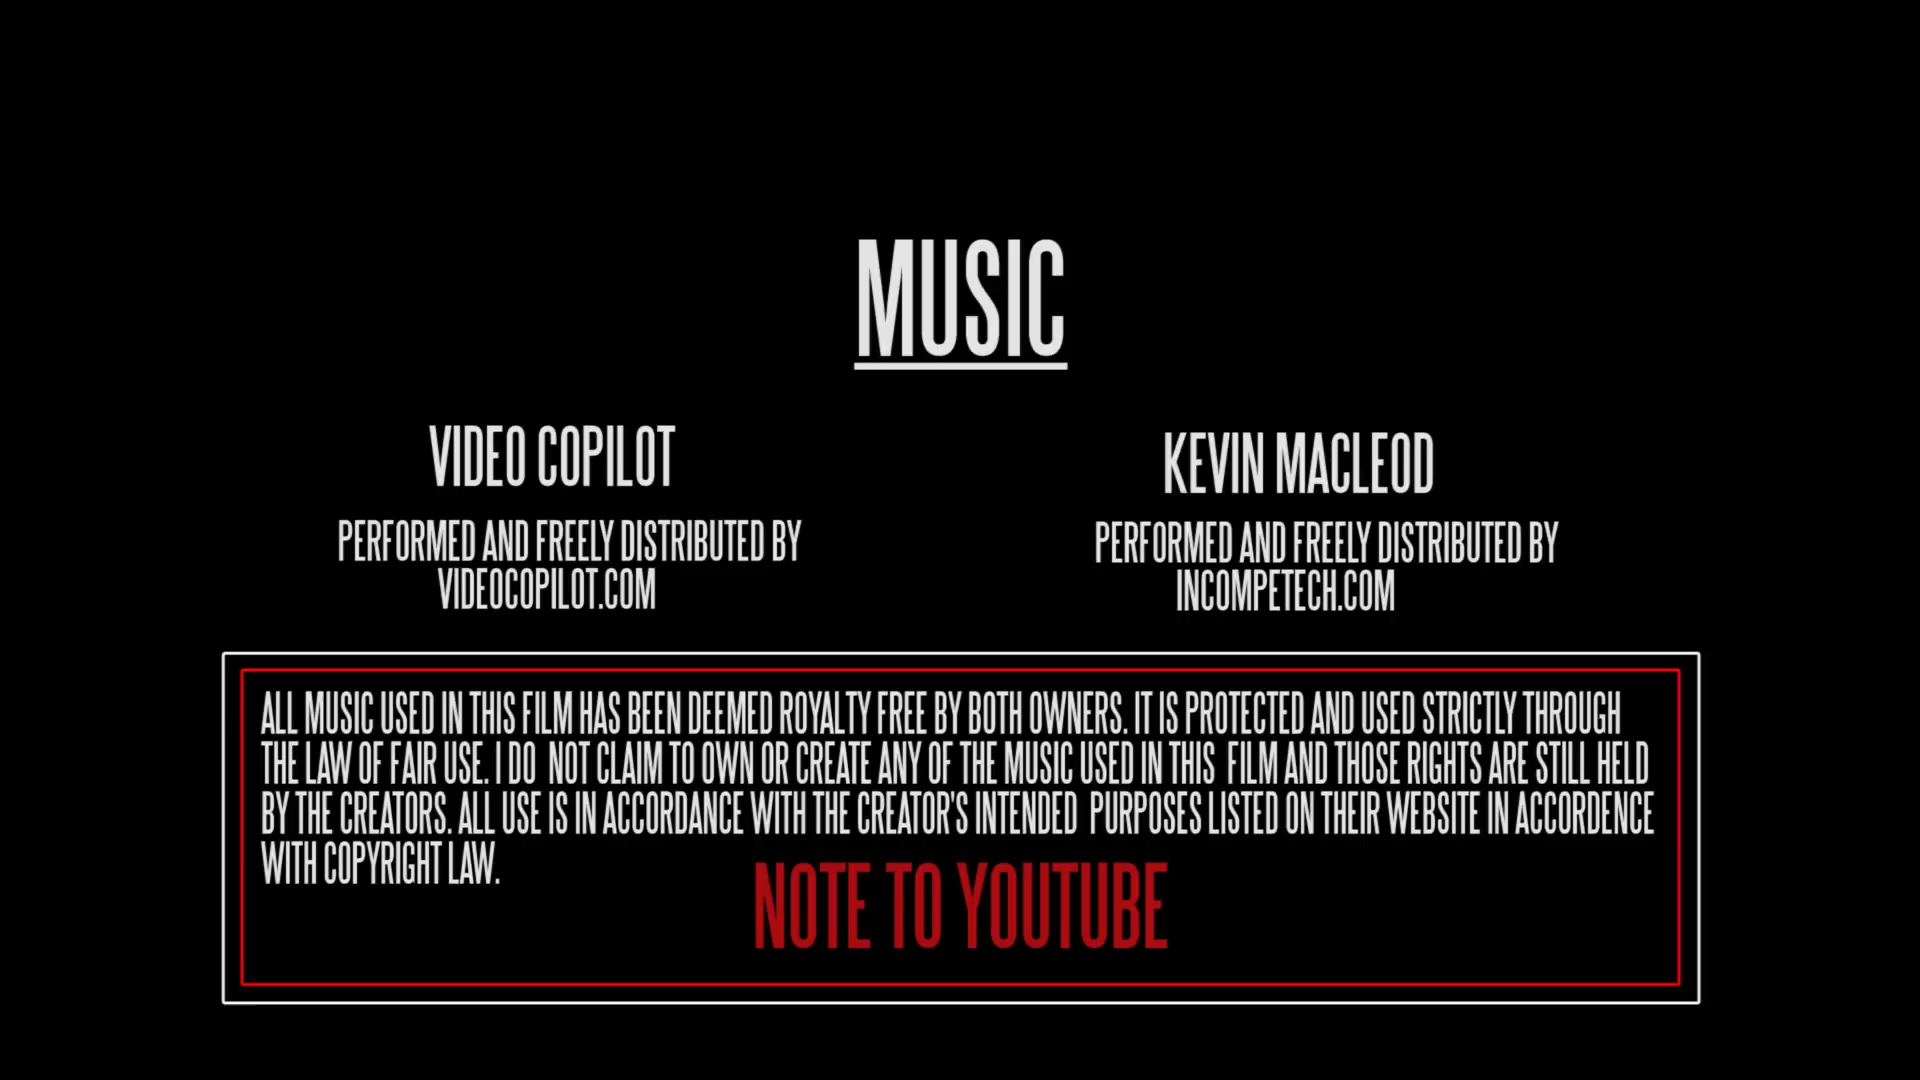 MUSIC
VIDEO COPILOT
PERFORMED AND FREELY DISTRIBUTED BY
VIDEOCOPILOT.COM
KEVIN MACLEOD
PERFORMED AND FREELY DISTRIBUTED BY
INCOMPETECH.COM
ALL MUSIC USED IN THIS FILM HAS BEEN DEEMED ROYALTY FREE BY BOTH OWNERS. IT IS PROTECTED AND USED STRICTLY THROUGH
THE LAW OF FAIR USE. I DO NOT CLAIM TO OWN OR CREATE ANY OF THE MUSIC USED IN THIS FILM AND THOSE RIGHTS ARE STILL HELD
BY THE CREATORS. ALL USE IS IN ACCORDANCE WITH THE CREATOR'S INTENDED PURPOSES LISTED ON THEIR WEBSITE IN ACCORDENCE
WITH COPYRIGHT LAW.
NOTE TO YOUTUBE